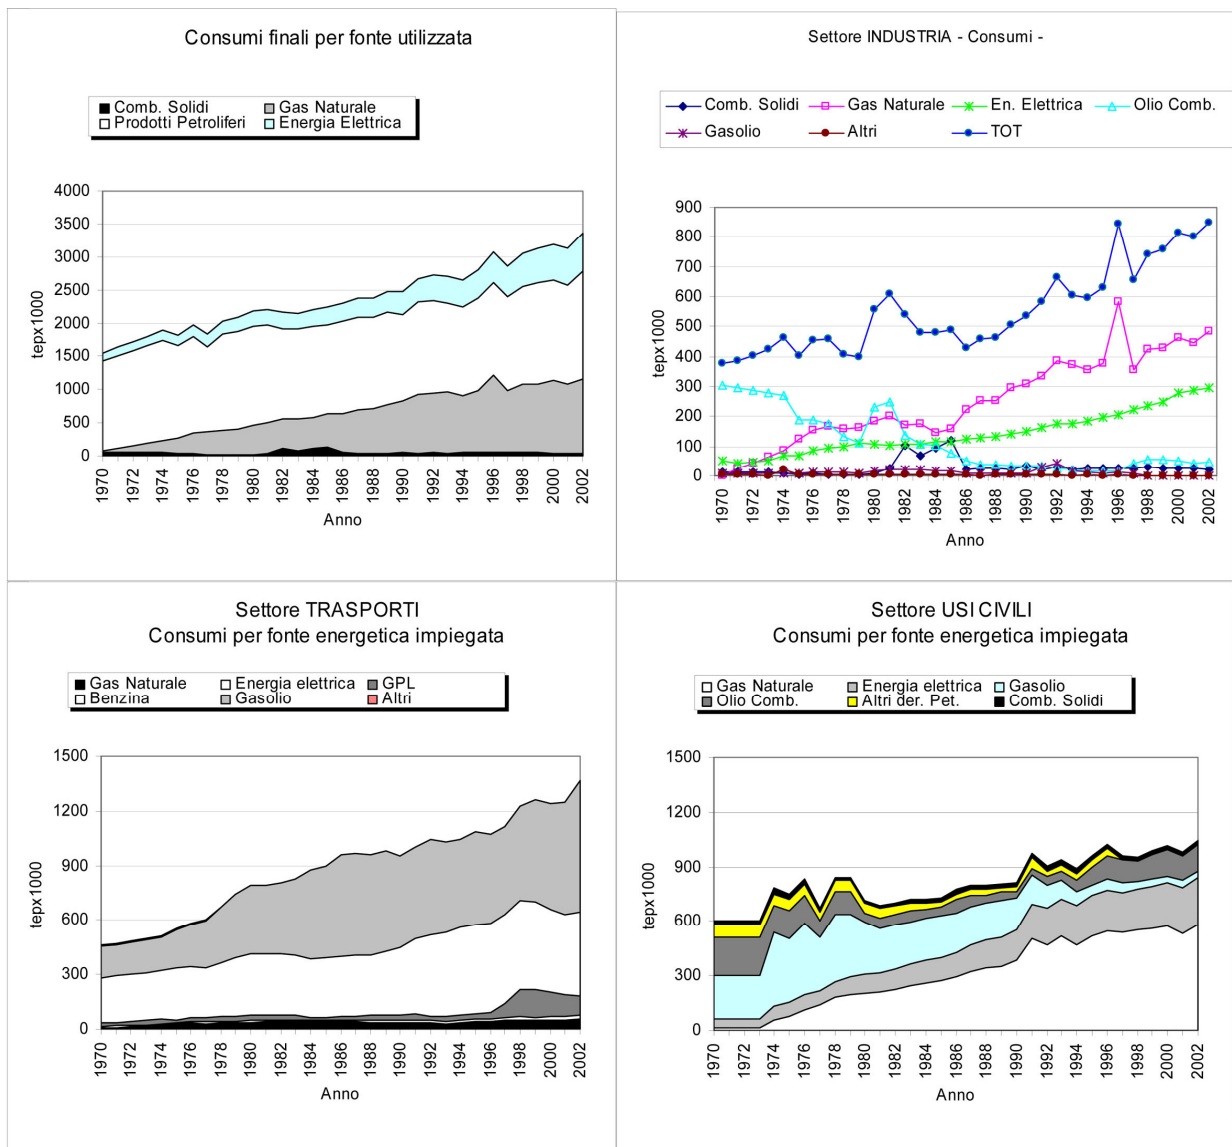 Consumi finali per fonte utilizzata
Comb. Solidi Gas Naturale
Prodotti Petroliferi Energia Elettrica
tepx1000
4000
3500
3000
2500
2000
1500
1000
500
0
1970 1972 1974 1976 1978 1980 1982 1984 1986 1988 1990 1992 1994 1996 1998 2000 2002
Anno
Settore INDUSTRIA - Consumi -
Comb. Solidi Gas Naturale En. Elettrica Olio Comb.
Gasolio Altri TOT
tepx1000
900
800
700
600
500
400
300
200
100
0
1970 1972 1974 1976 1978 1980 1982 1984 1986 1988 1990 1992 1994 1996 1998 2000 2002
Anno
Settore TRASPORTI
Consumi per fonte energetica impiegata
Gas Naturale Energia elettrica GPL
Benzina Gasolio Altri
tepx1000
1500
1200
900
600
300
0
1970 1972 1974 1976 1978 1980 1982 1984 1986 1988 1990 1992 1994 1996 1998 2000 2002
Anno
Settore USI CIVILI
Consumi per fonte energetica impiegata
Gas Naturale Energia elettrica Gasolio
Olio Comb. Altri der. Pet. Comb. Solidi
tepx1000
1500
1200
900
600
300
0
1970 1972 1974 1976 1978 1980 1982 1984 1986 1988 1990 1992 1994 1996 1998 2000 2002
Anno